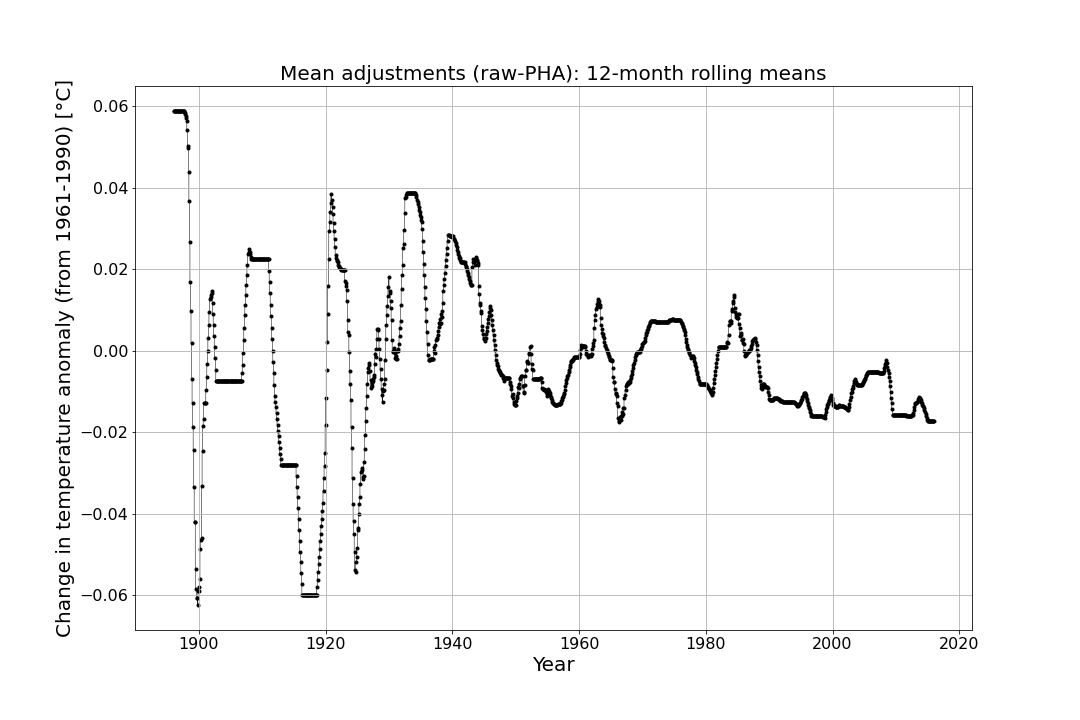 Mean adjustments (raw-PHA): 12-month rolling means
Change in temperature anomaly (from 1961-1990) [°C]
0.06
0.04
0.02
0.00
−0.02
−0.04
−0.06
1900 1920 1940 1960 1980 2000 2020
Year